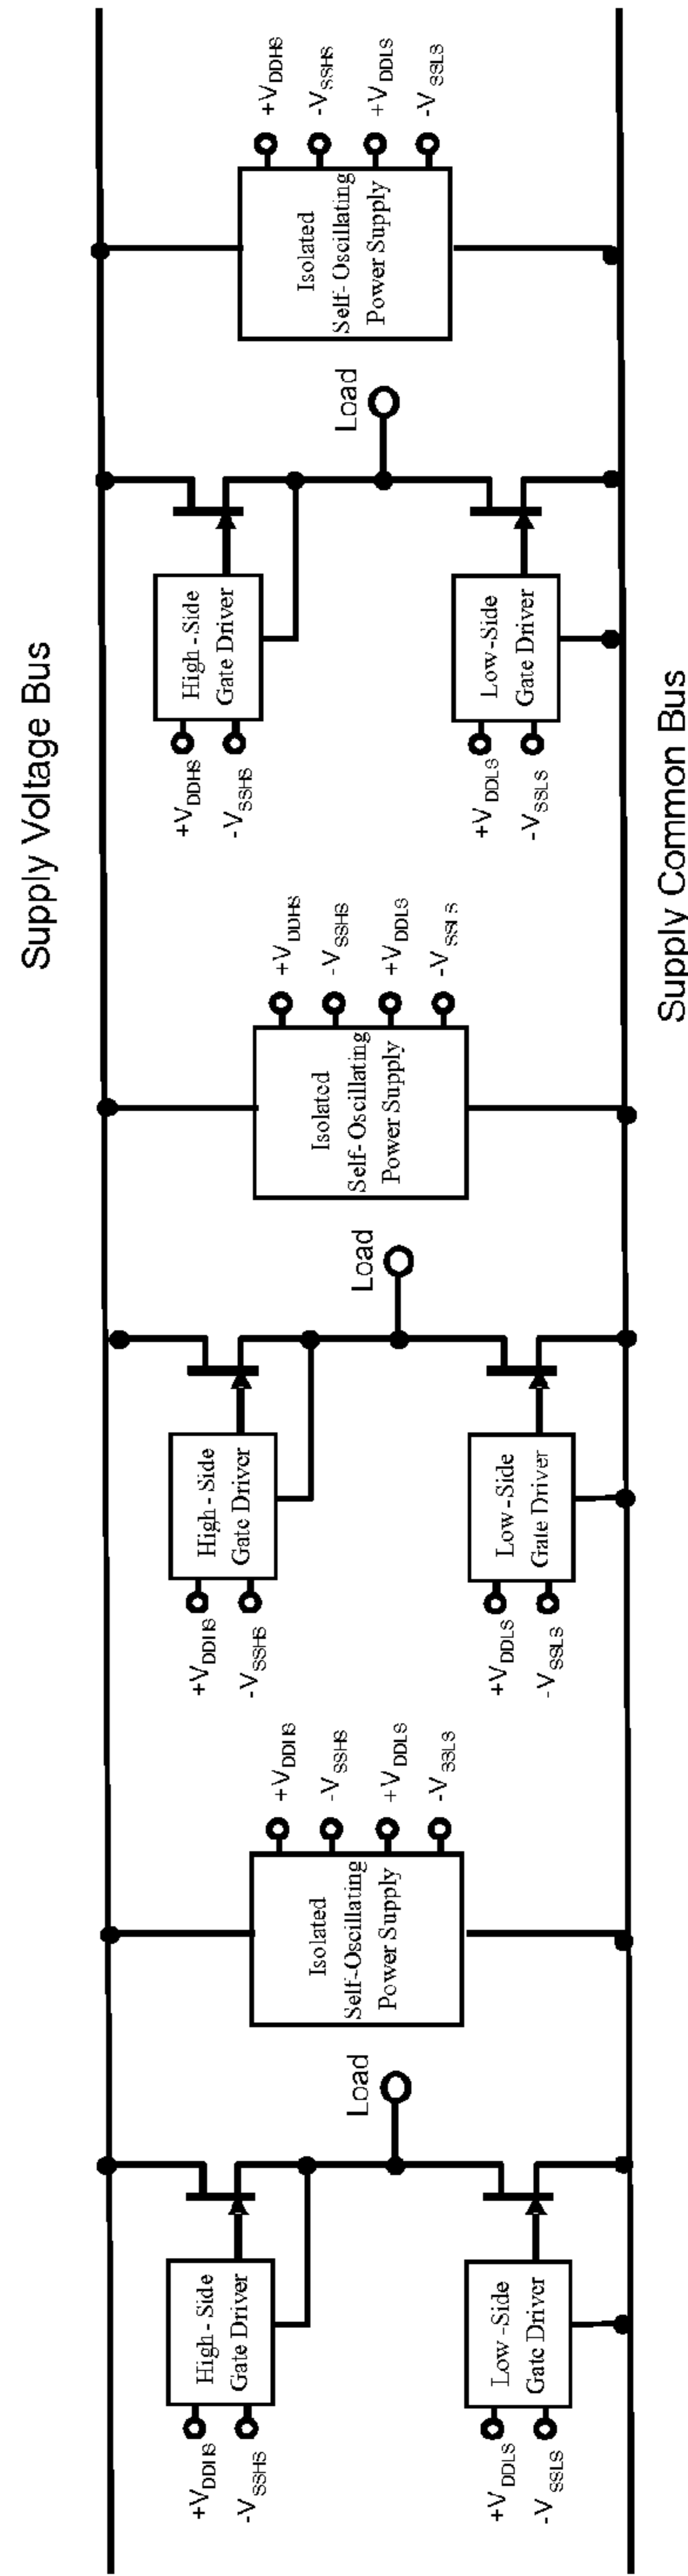 Supply Voltage Bus
+VDDHS
-VSSHS
High - Side
Gate Driver
+VDDLS
-VSSLS
Low -Side
Gate Driver
Load
Isolated
Self-Oscillating
Power Supply
+VDDHS
-VSSHS
+VDDLS
-VSSLS
+VDDHS
-VSSHS
High - Side
Gate Driver
+VDDLS
-VSSLS
Low -Side
Gate Driver
Load
Isolated
Self- Oscillating
Power Supply
+VDDHS
-VSSHS
+VDDLS
-VSSLS
+VDDHS
-VSSHS
High - Side
Gate Driver
+VDDLS
-VSSLS
Low -Side
Gate Driver
Load
Isolated
Self- Oscillating
Power Supply
+VDDHS
-VSSHS
+VDDLS
-VSSLS
Supply Common Bus